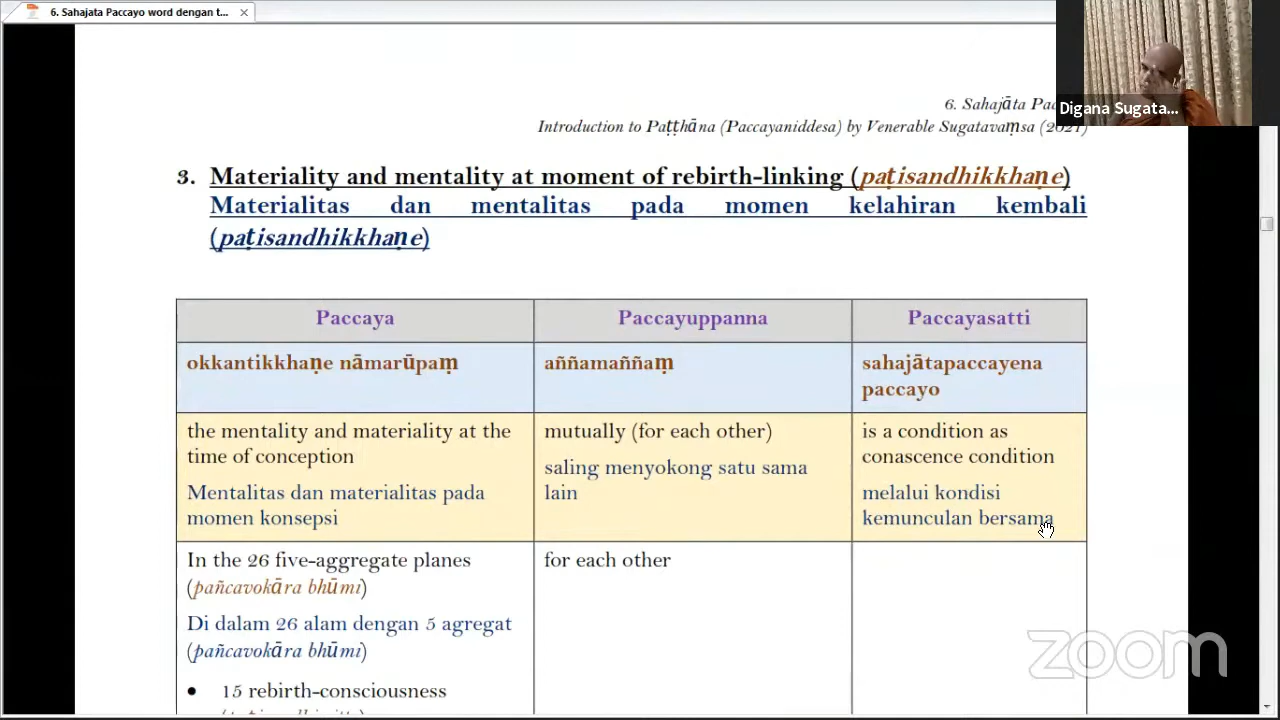 6. Sahajata Paccayo word dengan t...
Digana Sugata...
6. Sahajāta Pac
Introduction to Paṭṭhāna (Paccayaniddesa) by Venerable Sugatavaṃsa (2021)
3. Materiality and mentality at moment of rebirth-linking (paṭisandhikkhaṇe)
Materialitas dan mentalitas pada momen kelahiran kembali
(paṭisandhikkhaṇe)
Paccaya Paccayuppanna Paccayasatti
okkantikkhaṇe nāmarūpaṃ
aññamaññaṃ
sahajātapaccayena
paccayo
the mentality and materiality at the
time of conception
Mentalitas dan materialitas pada
momen konsepsi
mutually (for each other)
saling menyokong satu sama
lain
is a condition as
conascence condition
melalui kondisi
kemunculan bersama
In the 26 five-aggregate planes
(pañcavokāra bhūmi)
Di dalam 26 alam dengan 5 agregat
(pañcavokāra bhūmi)
• 15 rebirth-consciousness
for each other
zoom